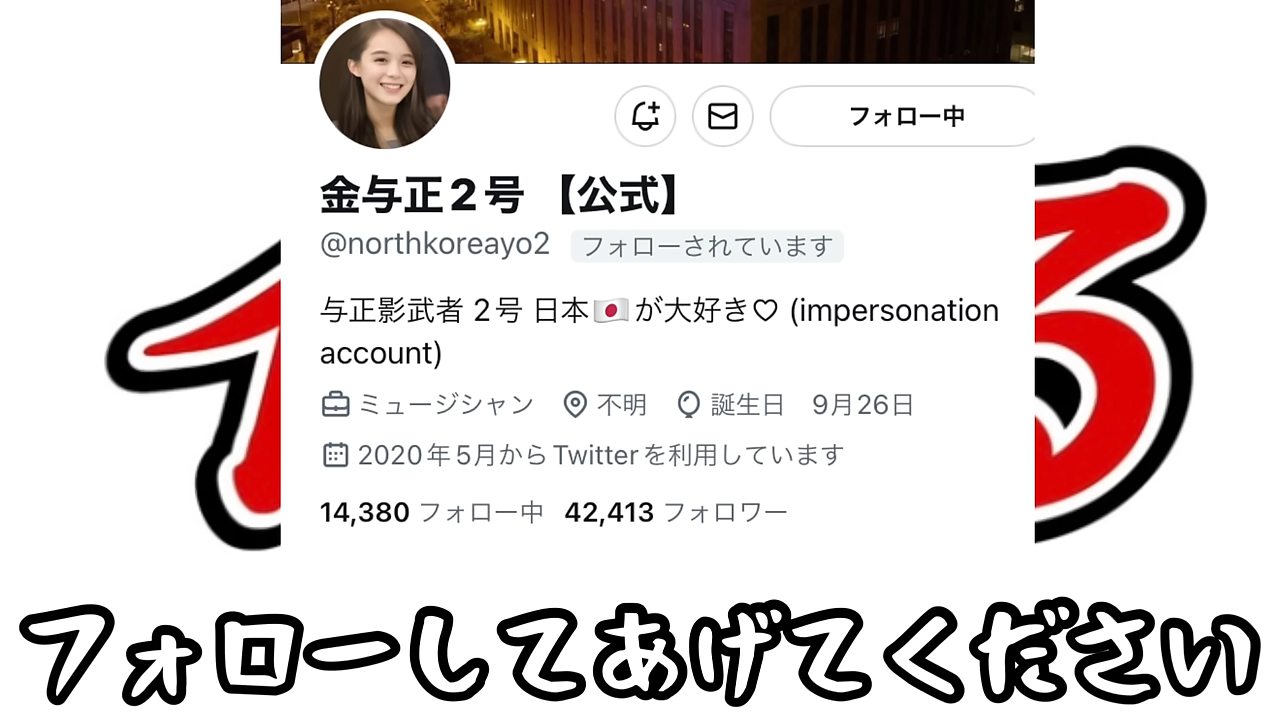 フォロー中
金与正2号 【公式】
@northkoreayo2 フォローされています
与正影武者 2号 日本🇯🇵が大好き♡ (impersonation
account)
ミュージシャン 不明 誕生日 9月26日
2020年5月からTwitterを利用しています
14,380 フォロー中 42,413 フォロワー
フォローしてあげてください